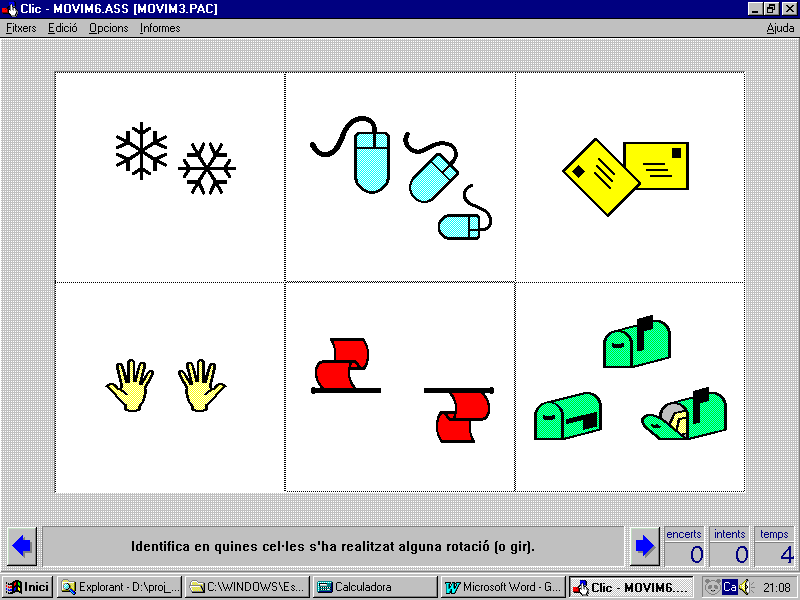 Clic - MOVIM6.ASS [MOVIM3.PAC]
Fitxers Edició Opcions Informes Ajuda
Identifica en quines cel·les s'ha realitzat alguna rotació (o gir).
encerts intents temps
0 0 4
Inici Explorant - D:\proj_... C:\WINDOWS\Es... Calculadora Microsoft Word - G... Clic - MOVIM6.... Ca 21:08